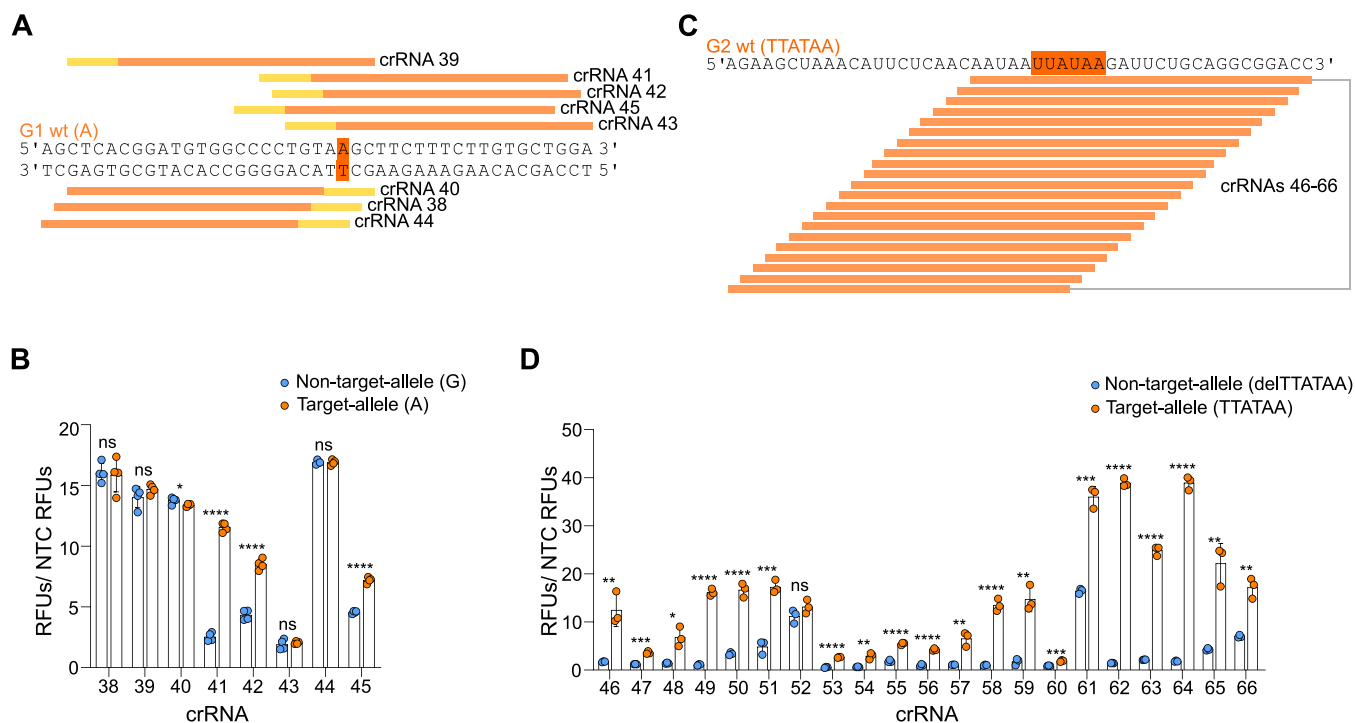 A
crRNA 39
crRNA 41
crRNA 42
crRNA 45
crRNA 43
G1 wt (A)
5'AGCTCACGGATGTGGCCCCTGTAAGCTTCTTTCTTGTGCTGGA 3'
3'TCGAGTGCGTACACCGGGGACATTCGAAGAAAGAACACGACCT 5'
crRNA 40
crRNA 38
crRNA 44
C
G2 wt (TTATAA)
5'AGAAGCUAAACAUUCUCAACAAUAAUUAUAAGAUUCUGCAGGCGGACC3'
crRNAs 46-66
B
Non-target-allele (G)
Target-allele (A)
RFUs/ NTC RFUs
20
15
10
5
0
ns
ns
*
****
****
ns
ns
****
38 39 40 41 42 43 44 45
crRNA
D
Non-target-allele (delTTATAA)
Target-allele (TTATAA)
RFUs/ NTC RFUs
50
40
30
20
10
0
**
***
*
****
****
***
ns
****
**
****
****
**
****
**
***
***
****
****
****
**
**
46 47 48 49 50 51 52 53 54 55 56 57 58 59 60 61 62 63 64 65 66
crRNA